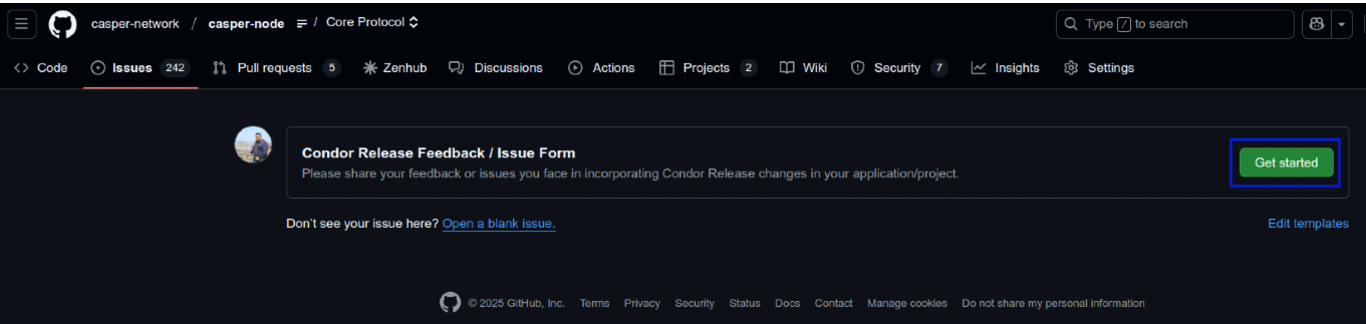 casper-network / casper-node / Core Protocol
Type / to search
Code Issues 242 Pull requests 5 Zenhub Discussions Actions Projects 2 Wiki Security 7 Insights Settings
Condor Release Feedback / Issue Form
Please share your feedback or issues you face in incorporating Condor Release changes in your application/project.
Get started
Don't see your issue here? Open a blank issue.
Edit templates
© 2025 GitHub, Inc. Terms Privacy Security Status Docs Contact Manage cookies Do not share my personal information